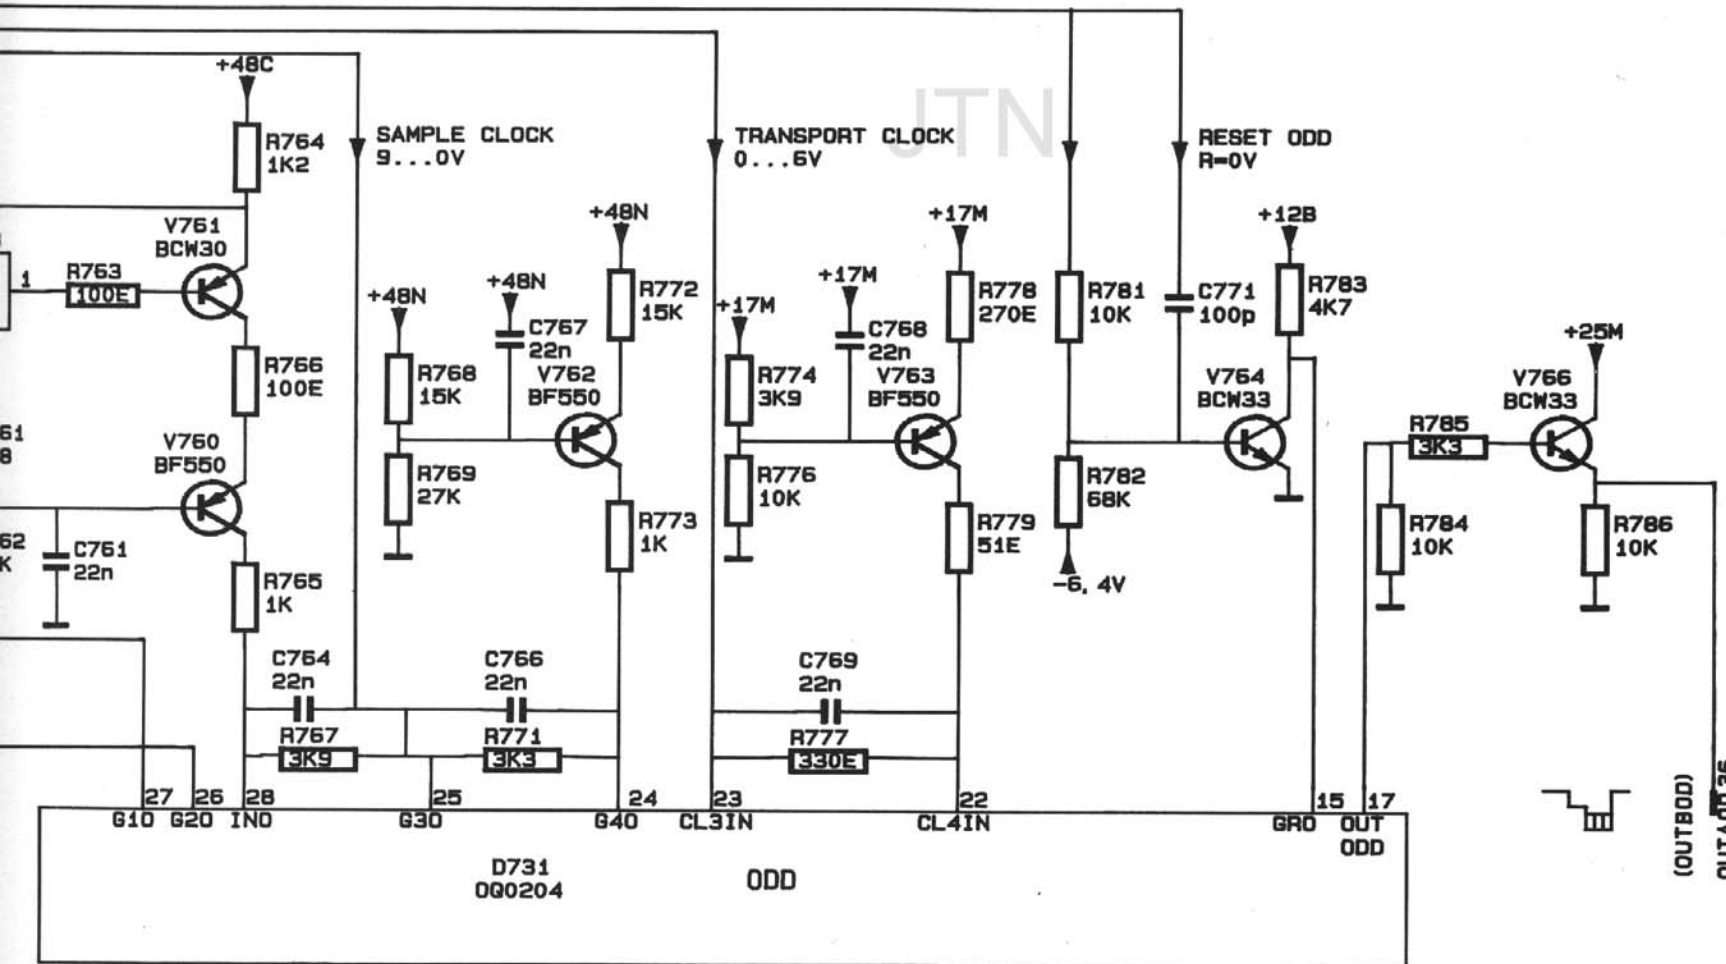 JTN
+48C
R764
1K2
SAMPLE CLOCK
9...0V
TRANSPORT CLOCK
0...6V
RESET ODD
R=0V
V761
BCW30
1
R763
100E
+48N
+48N
+48N
+17M
+17M
+17M
+12B
+25M
R766
100E
R768
15K
C767
22n
R772
15K
V762
BF550
R769
27K
R773
1K
R774
3K9
C768
22n
R778
270E
V763
BF550
R776
10K
R779
51E
R781
10K
C771
100p
R783
4K7
V764
BCW33
R782
68K
-6, 4V
V766
BCW33
R785
3K3
R784
10K
R786
10K
61
8
V760
BF550
62
K
C761
22n
R765
1K
C764
22n
C766
22n
C769
22n
R767
3K9
R771
3K3
R777
330E
27 26 28 25 24 23 22 15 17
G10 G20 IN0 G30 G40 CL3IN CL4IN GRO OUT
ODD
D731
OQ0204
ODD
(OUTBOD)